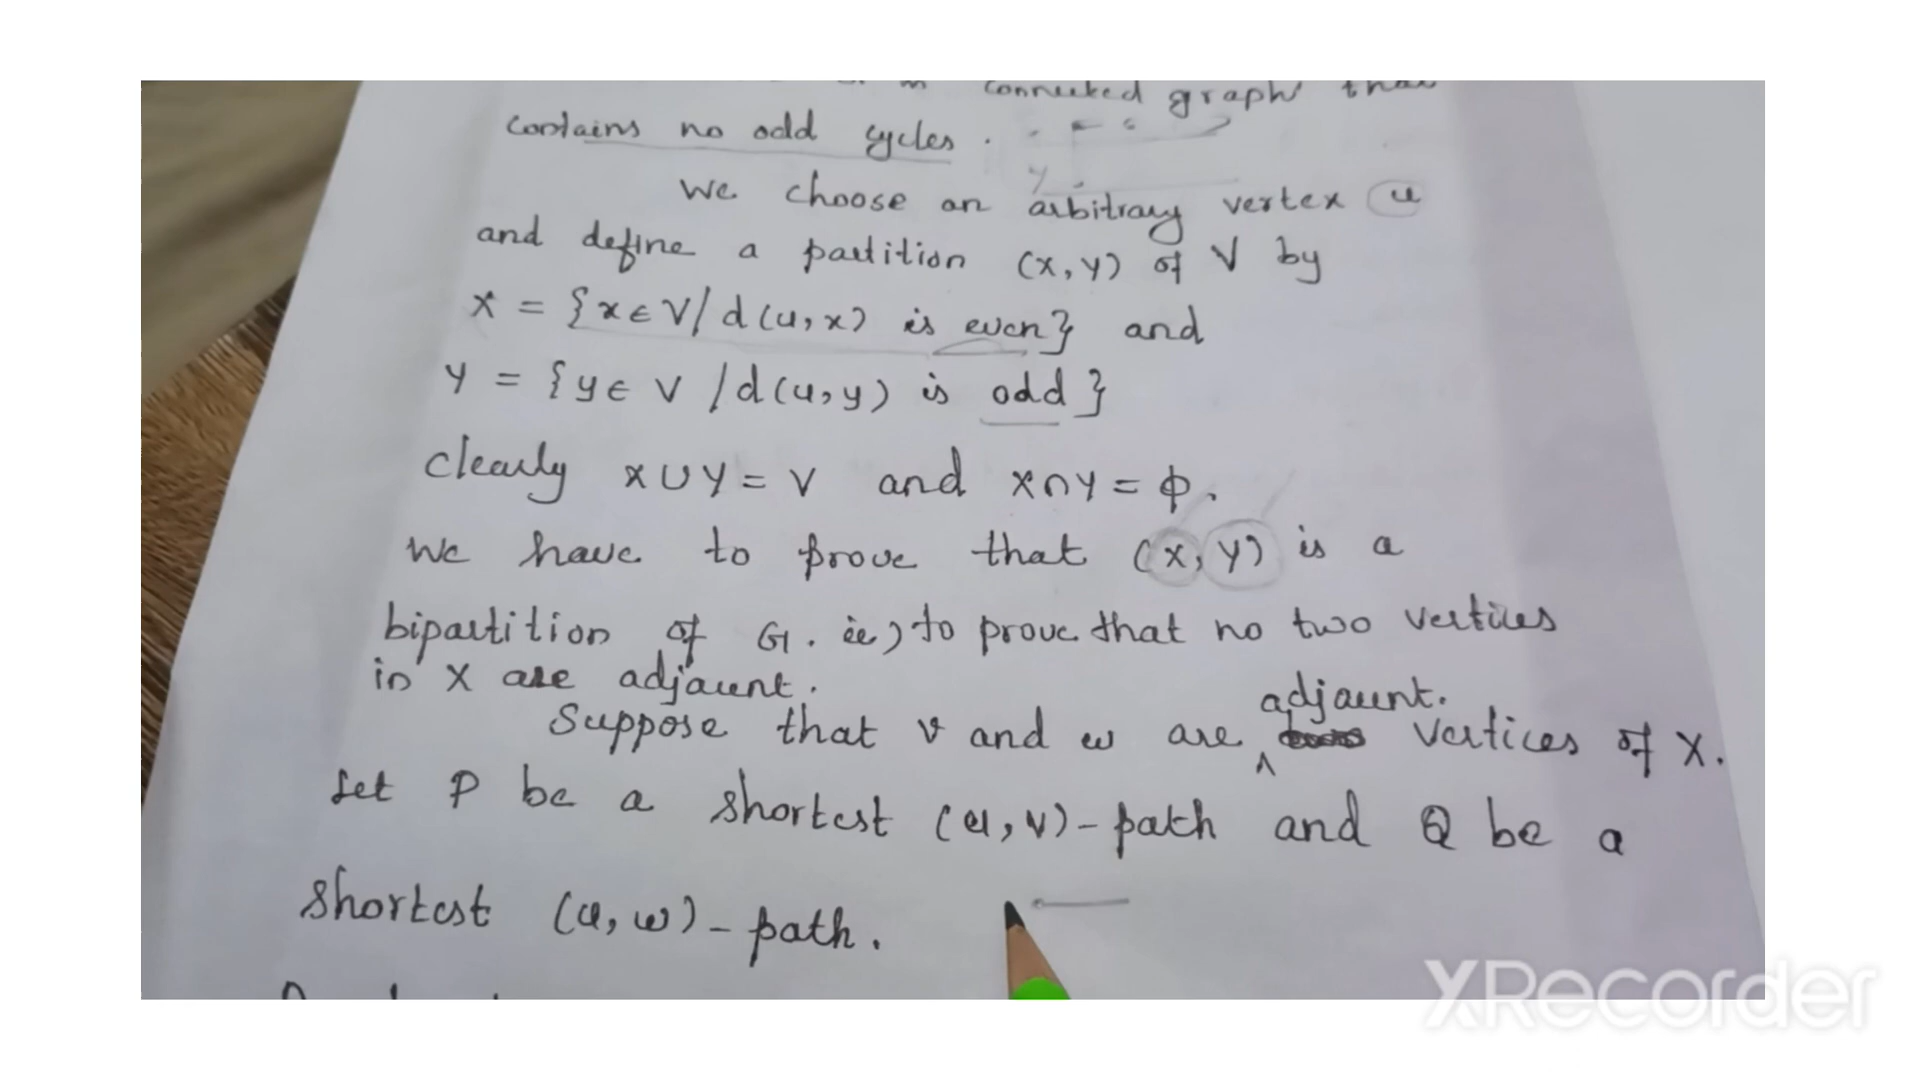 connected graph that
contains no odd cycles.
We choose an arbitrary vertex u
and define a partition (X, Y) of V by
X = {x ∈ V / d(u, x) is even} and
Y = {y ∈ V / d(u, y) is odd}
clearly X ∪ Y = V and X ∩ Y = ϕ.
We have to prove that (X, Y) is a
bipartition of G. ie) to prove that no two vertices
in X are adjacent.
Suppose that v and w are adjacent. vertices of X.
Let P be a shortest (u, v) - path and Q be a
shortest (u, w) - path.
XRecorder